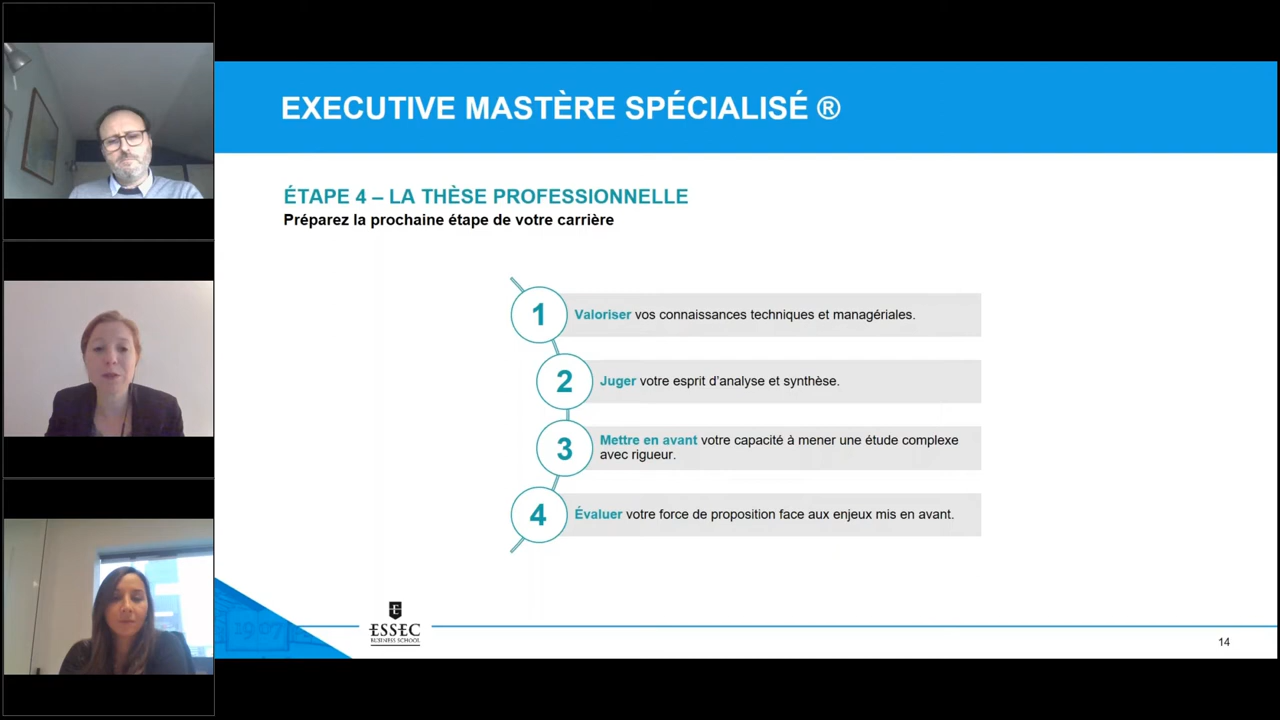 EXECUTIVE MASTÈRE SPÉCIALISÉ ®
ÉTAPE 4 – LA THÈSE PROFESSIONNELLE
Préparez la prochaine étape de votre carrière
1
Valoriser vos connaissances techniques et managériales.
2
Juger votre esprit d'analyse et synthèse.
3
Mettre en avant votre capacité à mener une étude complexe
avec rigueur.
4
Évaluer votre force de proposition face aux enjeux mis en avant.
1907
ESSEC
BUSINESS SCHOOL
14